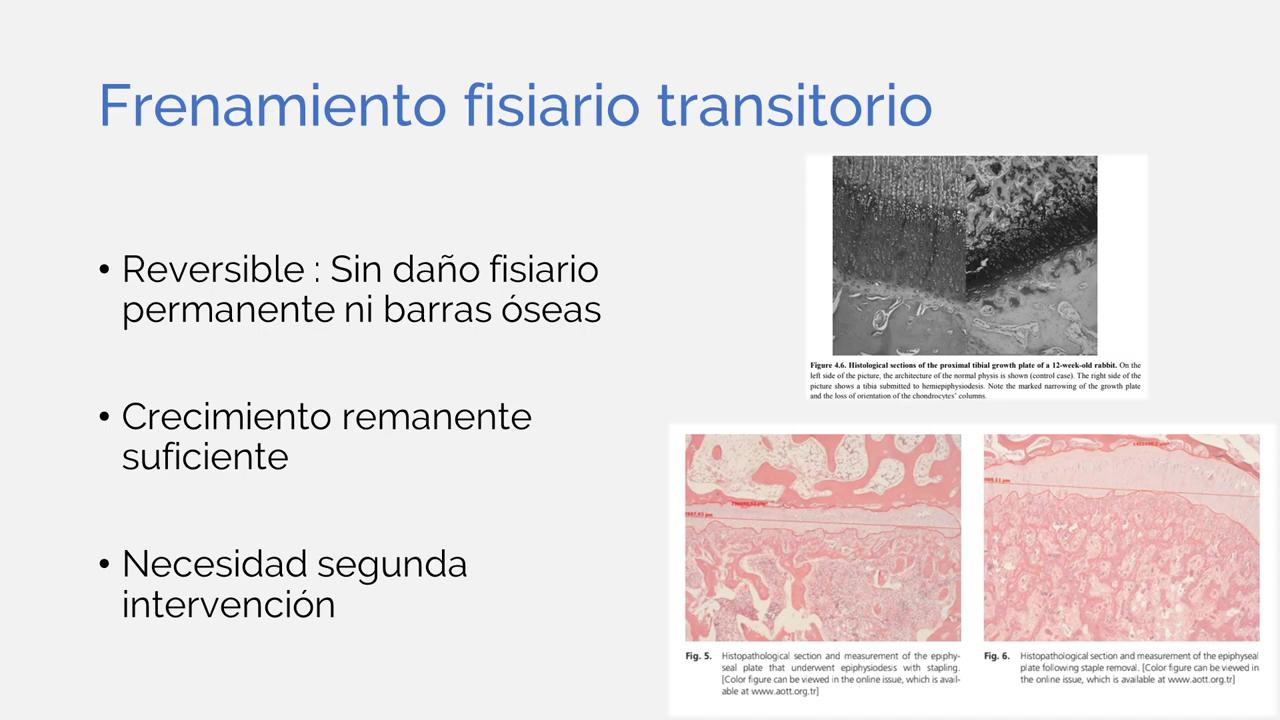 Frenamiento fisiario transitorio
• Reversible : Sin daño fisiario
permanente ni barras óseas
• Crecimiento remanente
suficiente
• Necesidad segunda
intervención
Figure 4.6. Histological sections of the proximal tibial growth plate of a 12-week-old rabbit. On the
left side of the picture, the architecture of the normal physis is shown (control case). The right side of the
picture shows a tibia submitted to hemiepiphysiodesis. Note the marked narrowing of the growth plate
and the loss of orientation of the chondrocytes' columns.
Fig. 5. Histopathological section and measurement of the epiphy-
seal plate that underwent epiphysiodesis with stapling.
[Color figure can be viewed in the online issue, which is avail-
able at www.aott.org.tr]
Fig. 6. Histopathological section and measurement of the epiphyseal
plate following staple removal. [Color figure can be viewed in
the online issue, which is available at www.aott.org.tr]